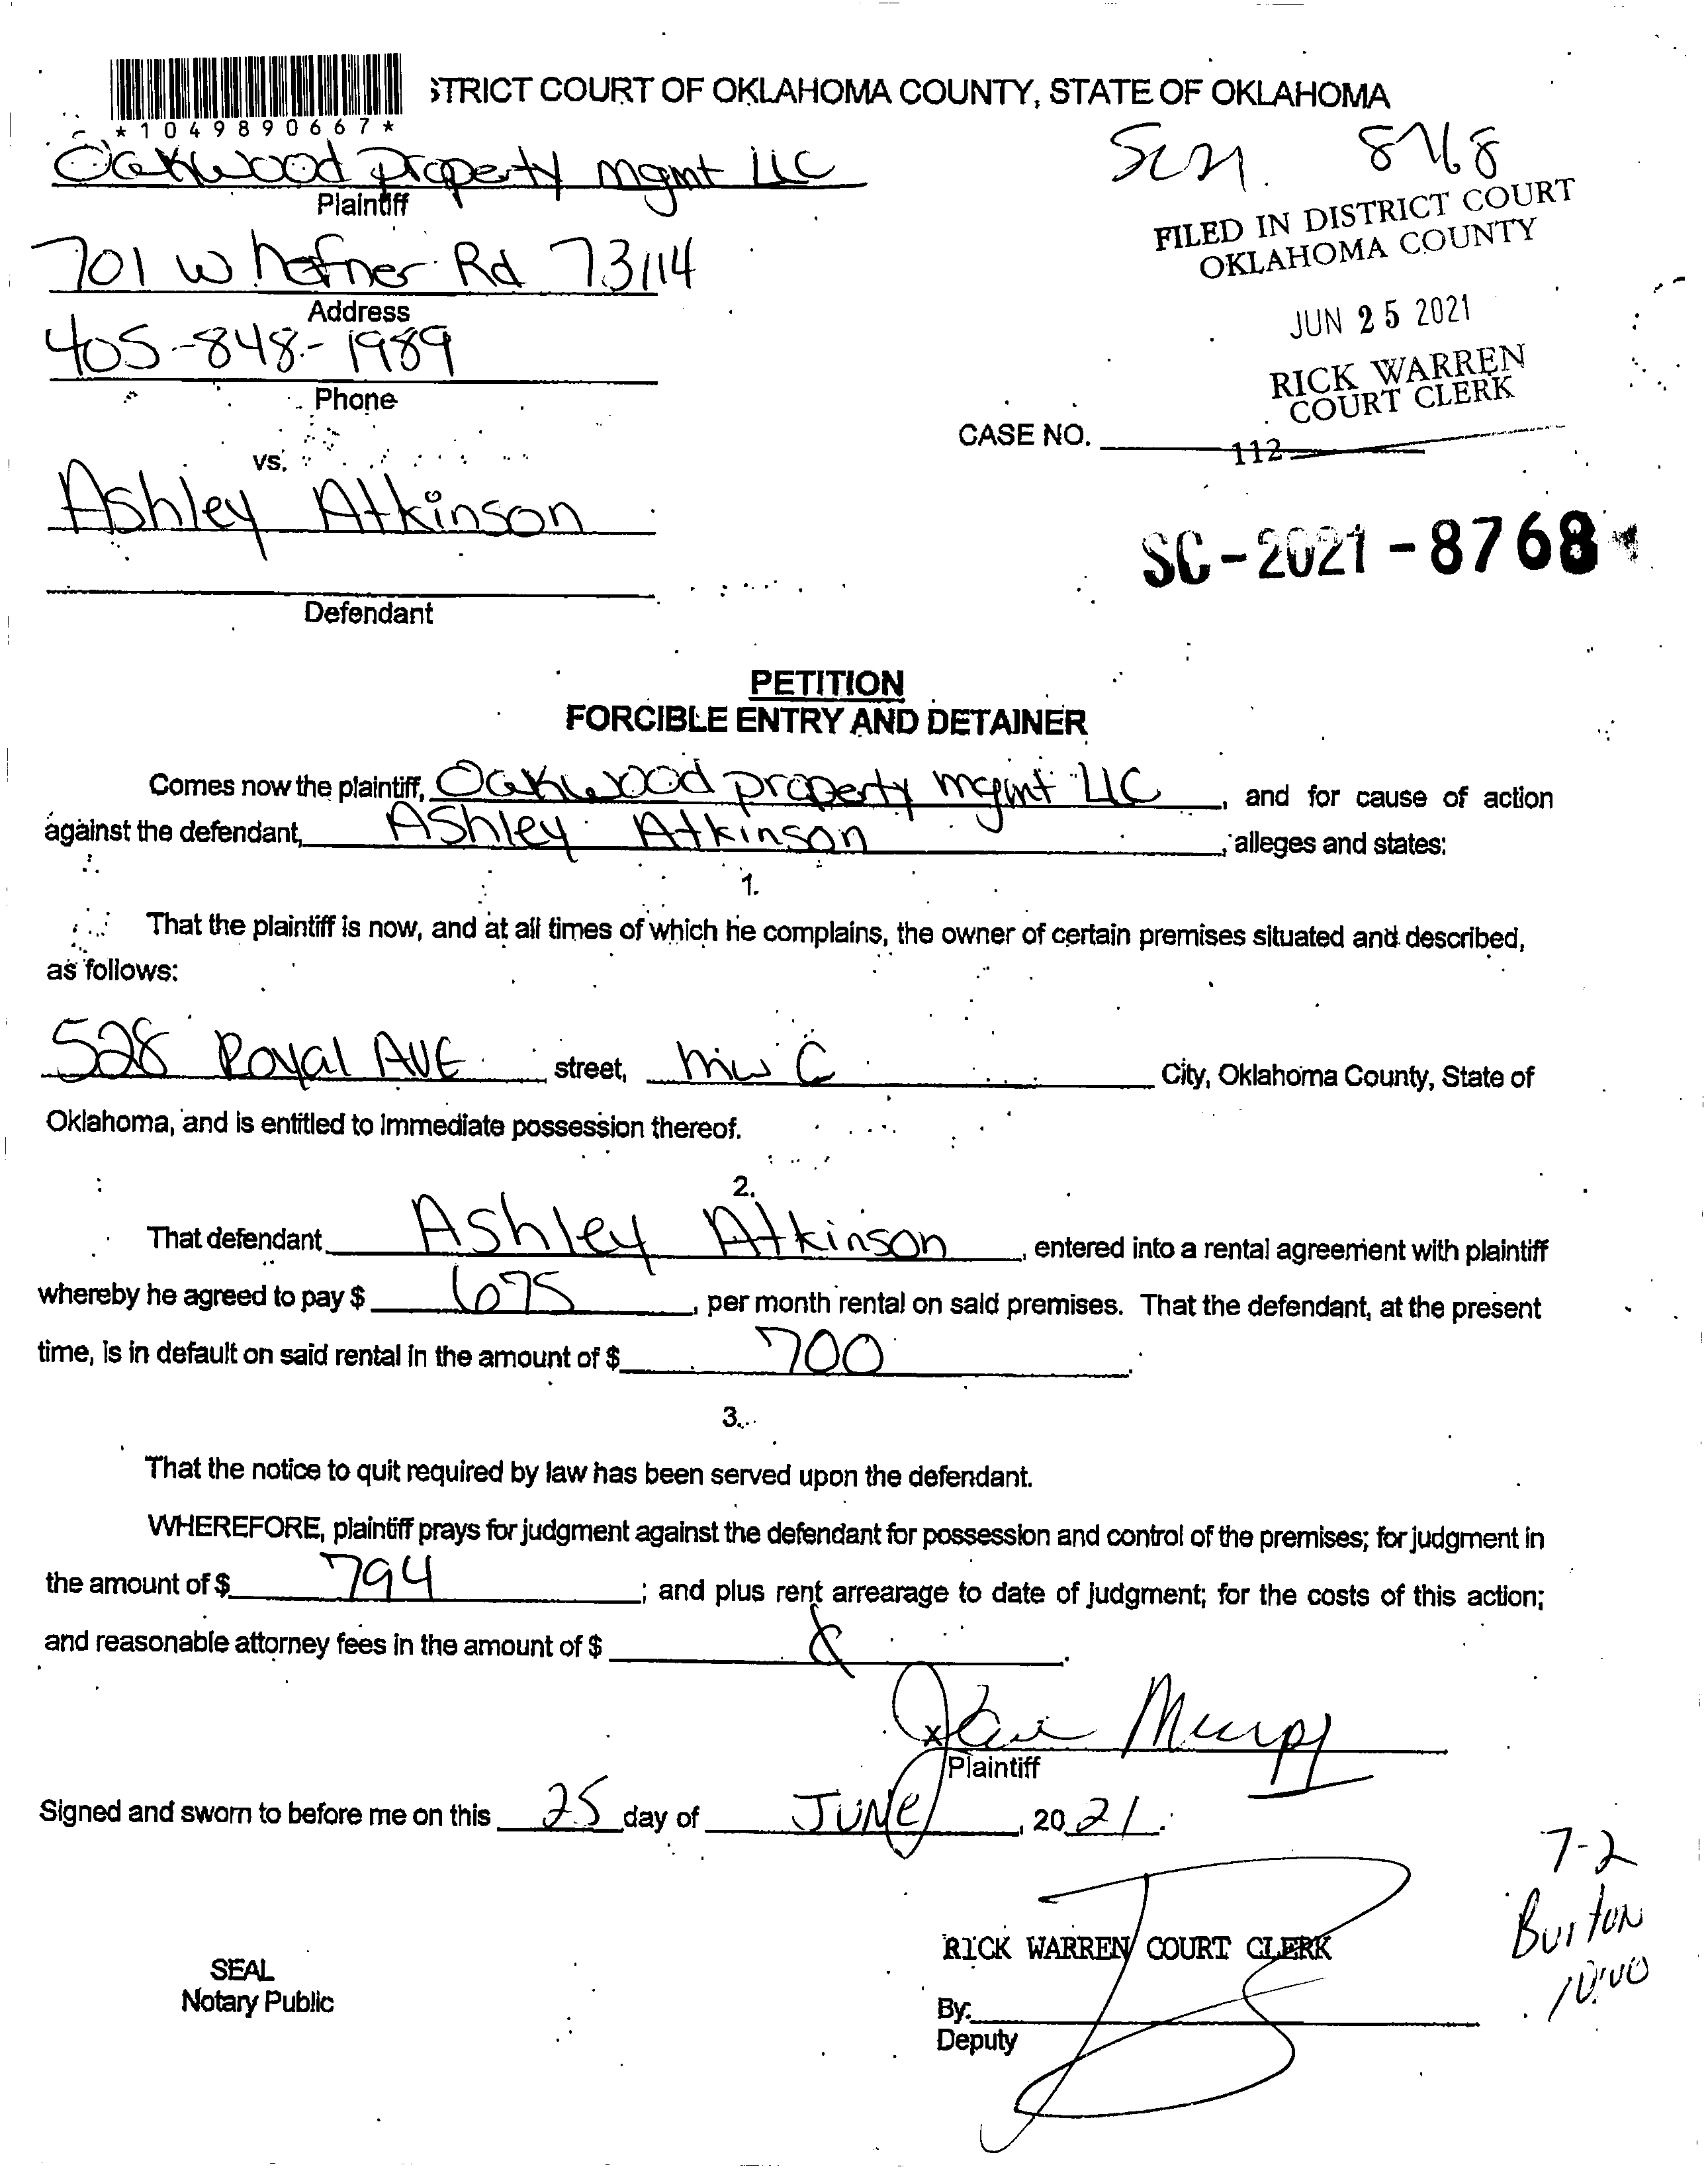 STRICT COURT OF OKLAHOMA COUNTY, STATE OF OKLAHOMA
*1049890667*
Oakwood property mgmt LLC
Plaintiff
701 W hefner Rd 73114
Address
405-848-1989
Phone
FILED IN DISTRICT COURT
OKLAHOMA COUNTY
JUN 25 2021
RICK WARREN
COURT CLERK
CASE NO.
112
vs.
Ashley Atkinson
SC-2021-8768
Defendant
PETITION
FORCIBLE ENTRY AND DETAINER
Comes now the plaintiff, Oakwood property mgmt LLC, and for cause of action
against the defendant, Ashley Atkinson, alleges and states:
1.
That the plaintiff is now, and at all times of which he complains, the owner of certain premises situated and described,
as follows:
528 Royal AVE street, MWC City, Oklahoma County, State of
Oklahoma, and is entitled to immediate possession thereof.
2.
That defendant Ashley Atkinson, entered into a rental agreement with plaintiff
whereby he agreed to pay $ 675, per month rental on said premises. That the defendant, at the present
time, is in default on said rental in the amount of $ 700.
3.
That the notice to quit required by law has been served upon the defendant.
WHEREFORE, plaintiff prays for judgment against the defendant for possession and control of the premises; for judgment in
the amount of $ 794; and plus rent arrearage to date of judgment; for the costs of this action;
and reasonable attorney fees in the amount of $
x
Plaintiff
Signed and sworn to before me on this 25 day of JUNE, 2021.
7-2
Burton
10:00
RICK WARREN COURT CLERK
SEAL
Notary Public
By:
Deputy